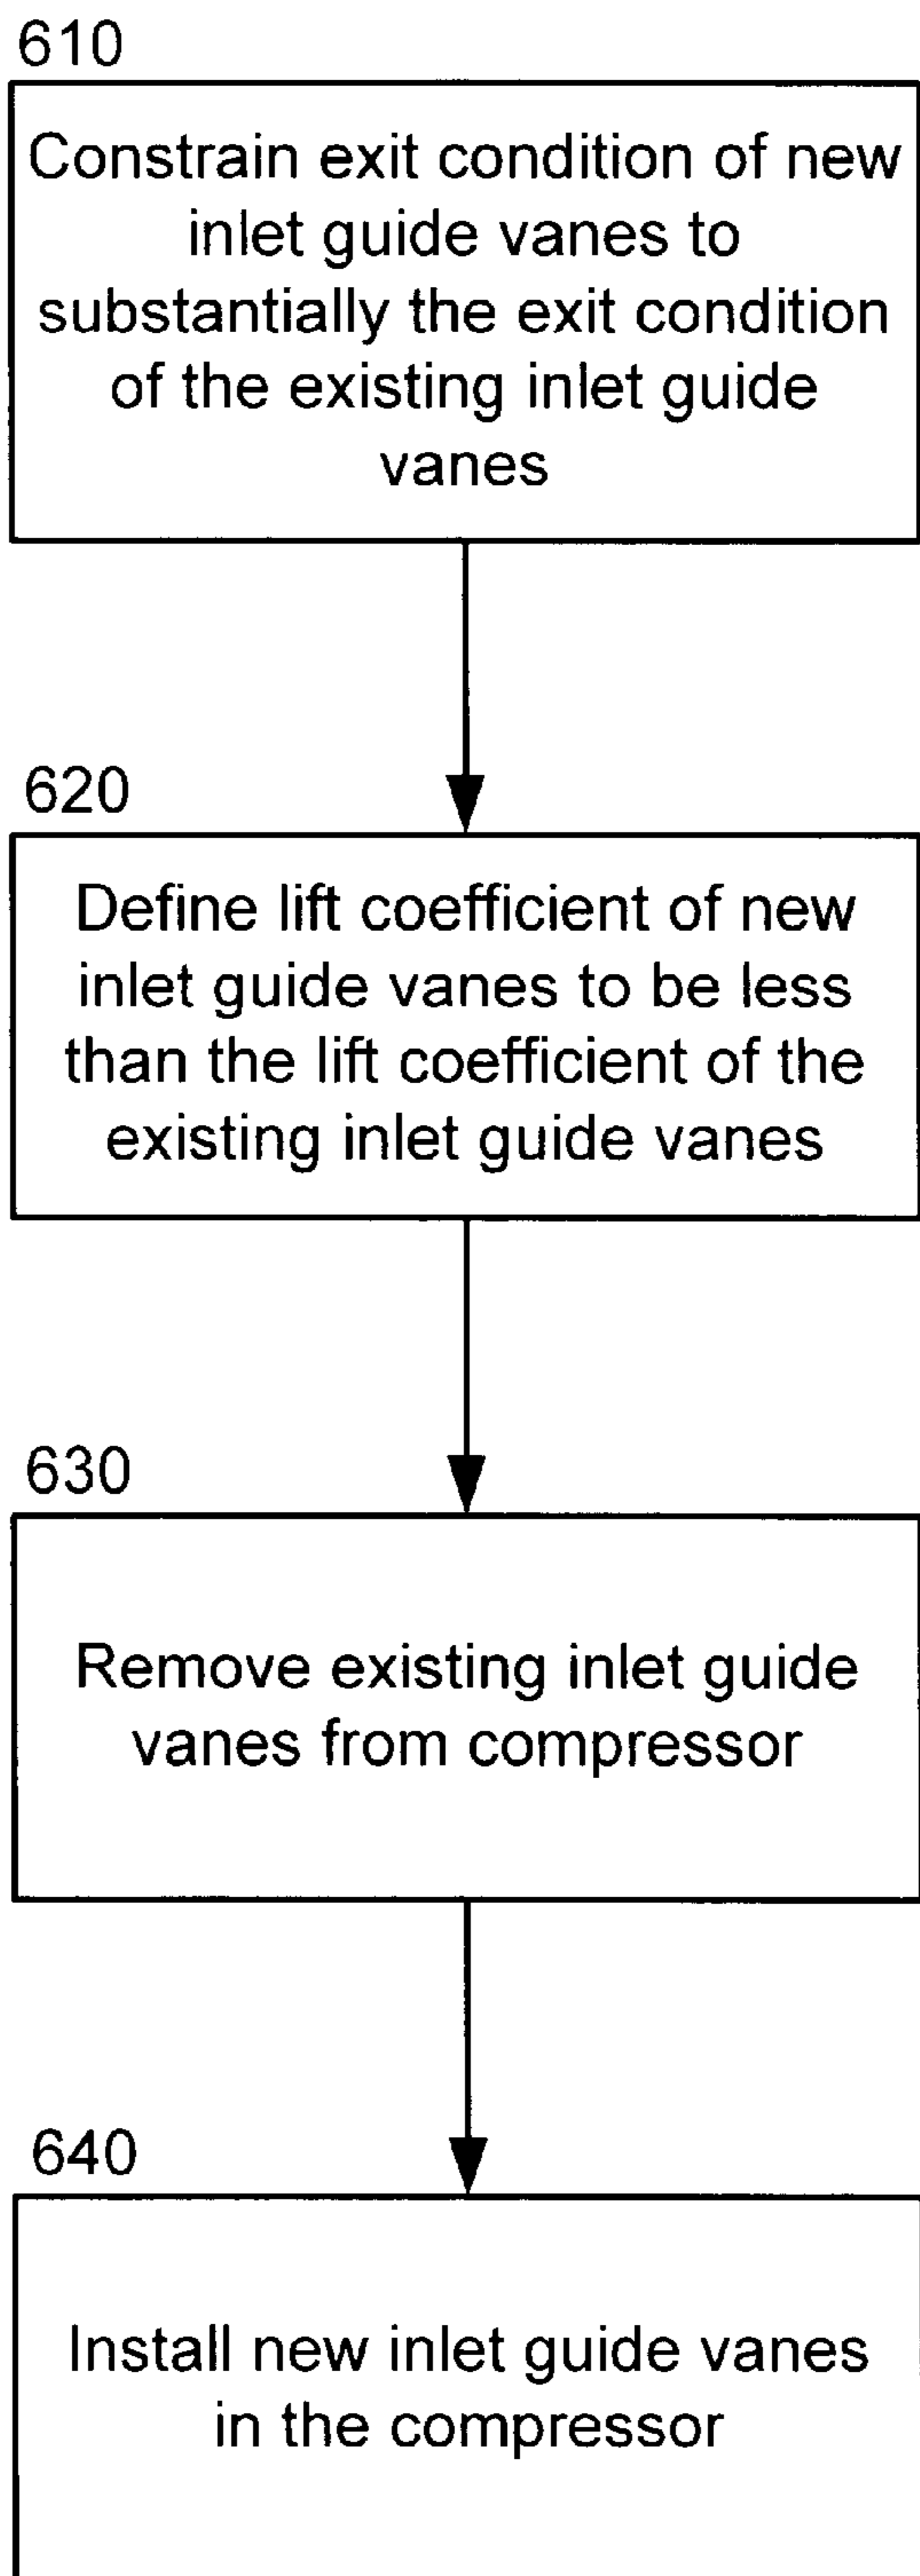 610
Constrain exit condition of new
inlet guide vanes to
substantially the exit condition
of the existing inlet guide
vanes
620
Define lift coefficient of new
inlet guide vanes to be less
than the lift coefficient of the
existing inlet guide vanes
630
Remove existing inlet guide
vanes from compressor
640
Install new inlet guide vanes
in the compressor